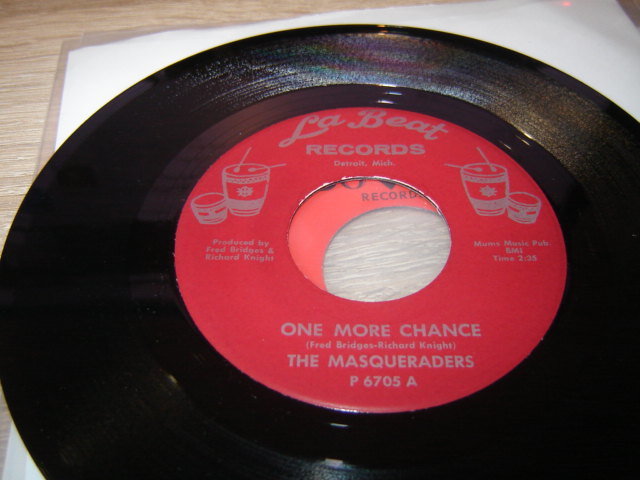 La Beat
RECORDS
Detroit, Mich.
RECORD
Produced by
Fred Bridges &
Richard Knight
Mums Music Pub
BMI
Time 2:35
ONE MORE CHANCE
(Fred Bridges-Richard Knight)
THE MASQUERADERS
P 6705 A